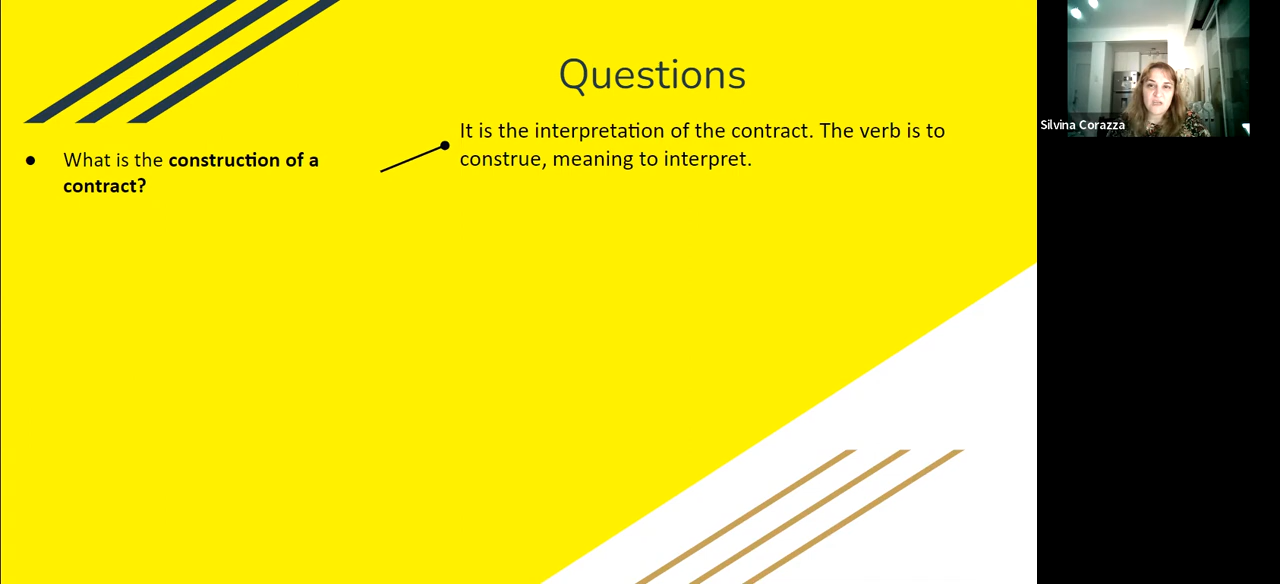 Questions
What is the construction of a
contract?
It is the interpretation of the contract. The verb is to
construe, meaning to interpret.
Silvina Corazza